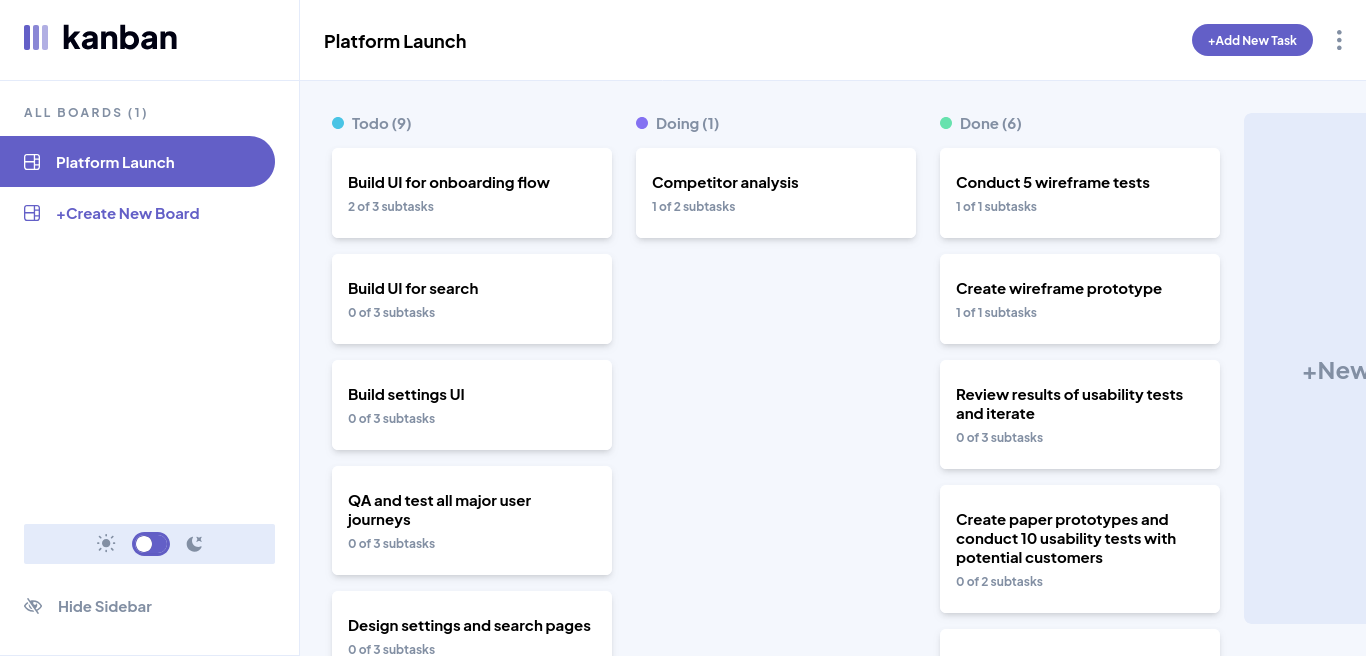 kanban
Platform Launch
+Add New Task
ALL BOARDS (1)
Platform Launch
+Create New Board
Hide Sidebar
Todo (9)
Build UI for onboarding flow
2 of 3 subtasks
Build UI for search
0 of 3 subtasks
Build settings UI
0 of 3 subtasks
QA and test all major user
journeys
0 of 3 subtasks
Design settings and search pages
0 of 3 subtasks
Doing (1)
Competitor analysis
1 of 2 subtasks
Done (6)
Conduct 5 wireframe tests
1 of 1 subtasks
Create wireframe prototype
1 of 1 subtasks
Review results of usability tests
and iterate
0 of 3 subtasks
Create paper prototypes and
conduct 10 usability tests with
potential customers
0 of 2 subtasks
+New